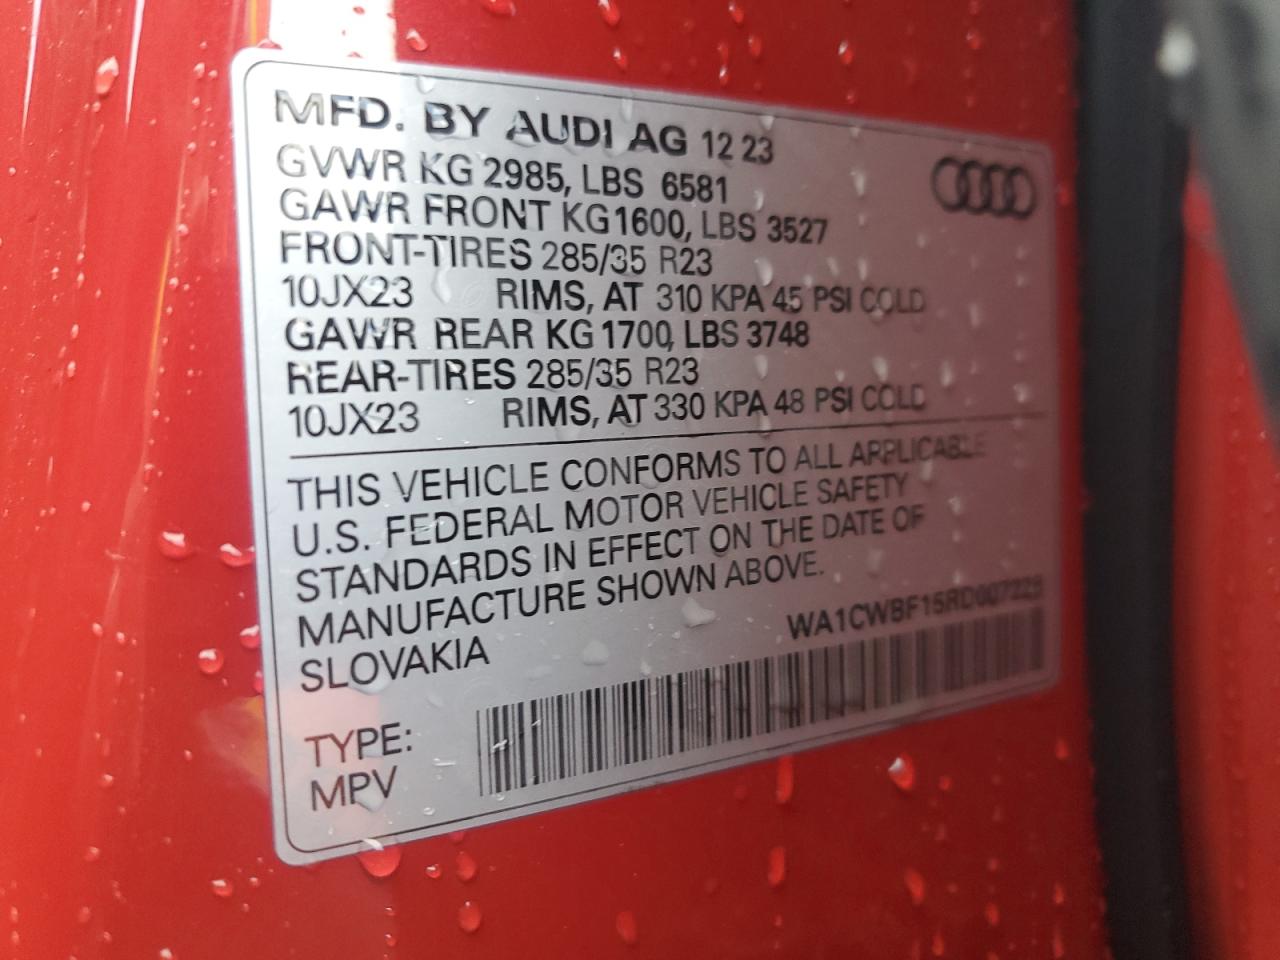 MFD. BY AUDI AG 12 23
GVWR KG 2985, LBS 6581
GAWR FRONT KG 1600, LBS 3527
FRONT-TIRES 285/35 R23
10JX23 RIMS, AT 310 KPA 45 PSI COLD
GAWR REAR KG 1700, LBS 3748
REAR-TIRES 285/35 R23
10JX23 RIMS, AT 330 KPA 48 PSI COLD
THIS VEHICLE CONFORMS TO ALL APPLICABLE
U.S. FEDERAL MOTOR VEHICLE SAFETY
STANDARDS IN EFFECT ON THE DATE OF
MANUFACTURE SHOWN ABOVE.
SLOVAKIA
TYPE:
MPV